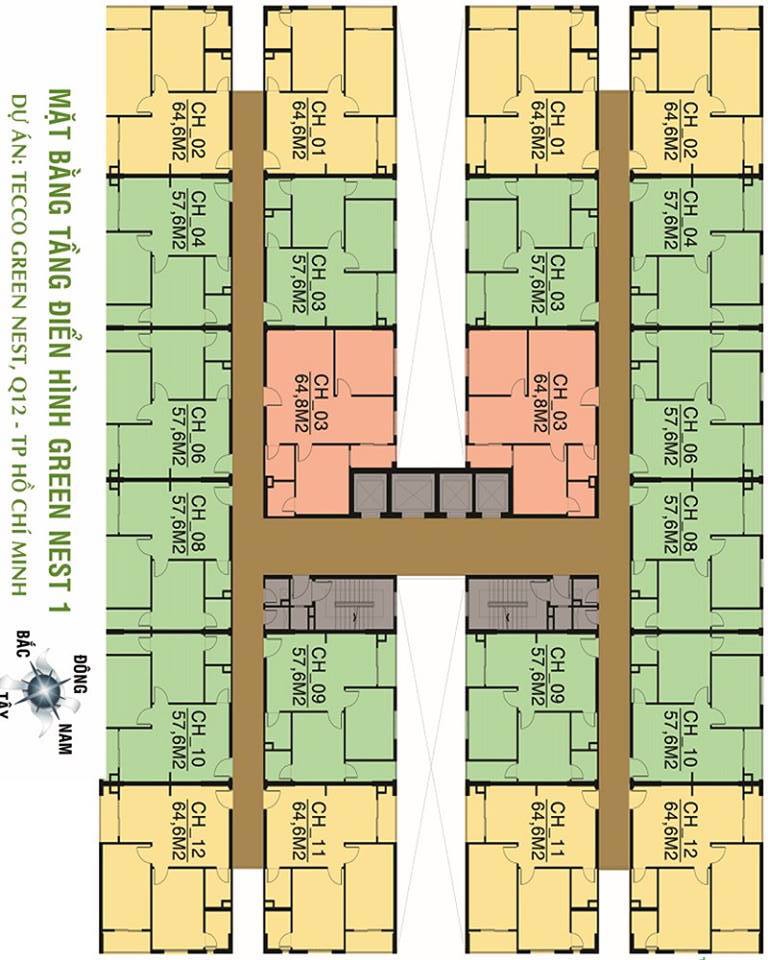 MẶT BẰNG TẦNG ĐIỂN HÌNH GREEN NEST 1
DỰ ÁN: TECCO GREEN NEST, Q12 - TP HỒ CHÍ MINH
ĐÔNG
BẮC
NAM
TÂY
CH_02
64,6M2
CH_01
64,6M2
CH_01
64,6M2
CH_02
64,6M2
CH_04
57,6M2
CH_03
57,6M2
CH_03
57,6M2
CH_04
57,6M2
CH_06
57,6M2
CH_03
64,8M2
CH_03
64,8M2
CH_06
57,6M2
CH_08
57,6M2
CH_08
57,6M2
CH_10
57,6M2
CH_09
57,6M2
CH_09
57,6M2
CH_10
57,6M2
CH_12
64,6M2
CH_11
64,6M2
CH_11
64,6M2
CH_12
64,6M2